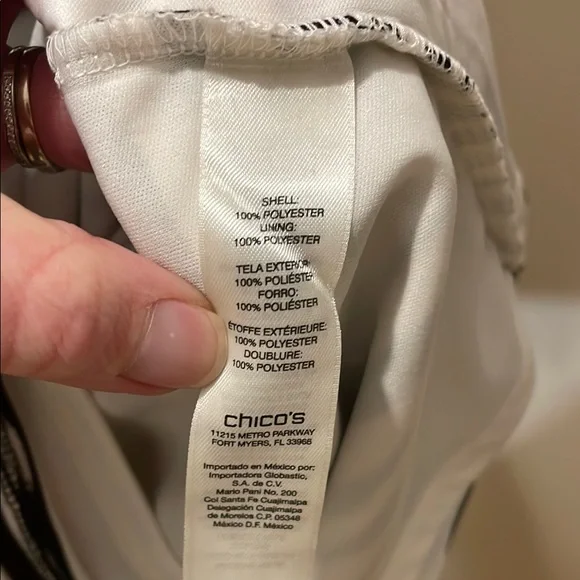 SHELL:
100% POLYESTER
LINING:
100% POLYESTER
TELA EXTERIOR:
100% POLIÉSTER
FORRO:
100% POLIÉSTER
ÉTOFFE EXTÉRIEURE:
100% POLYESTER
DOUBLURE:
100% POLYESTER
chico's
11215 METRO PARKWAY
FORT MYERS, FL 33966
Importado en México por:
Importadora Globastic,
S.A. de C.V.
Mario Pani No. 200
Col Santa Fe Cuajimalpa
Delegación Cuajimalpa
de Morelos C.P. 05348
México D.F. México